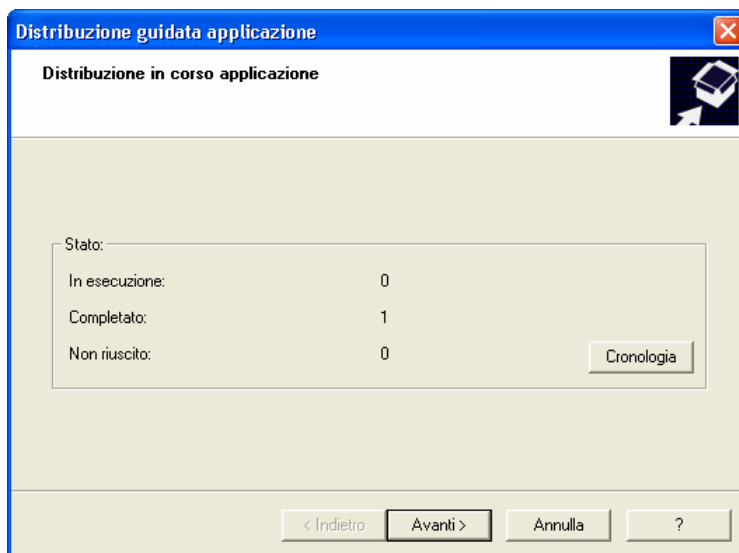 Distribuzione guidata applicazione
Distribuzione in corso applicazione
Stato:
In esecuzione: 0
Completato: 1
Non riuscito: 0
Cronologia
< Indietro Avanti > Annulla ?